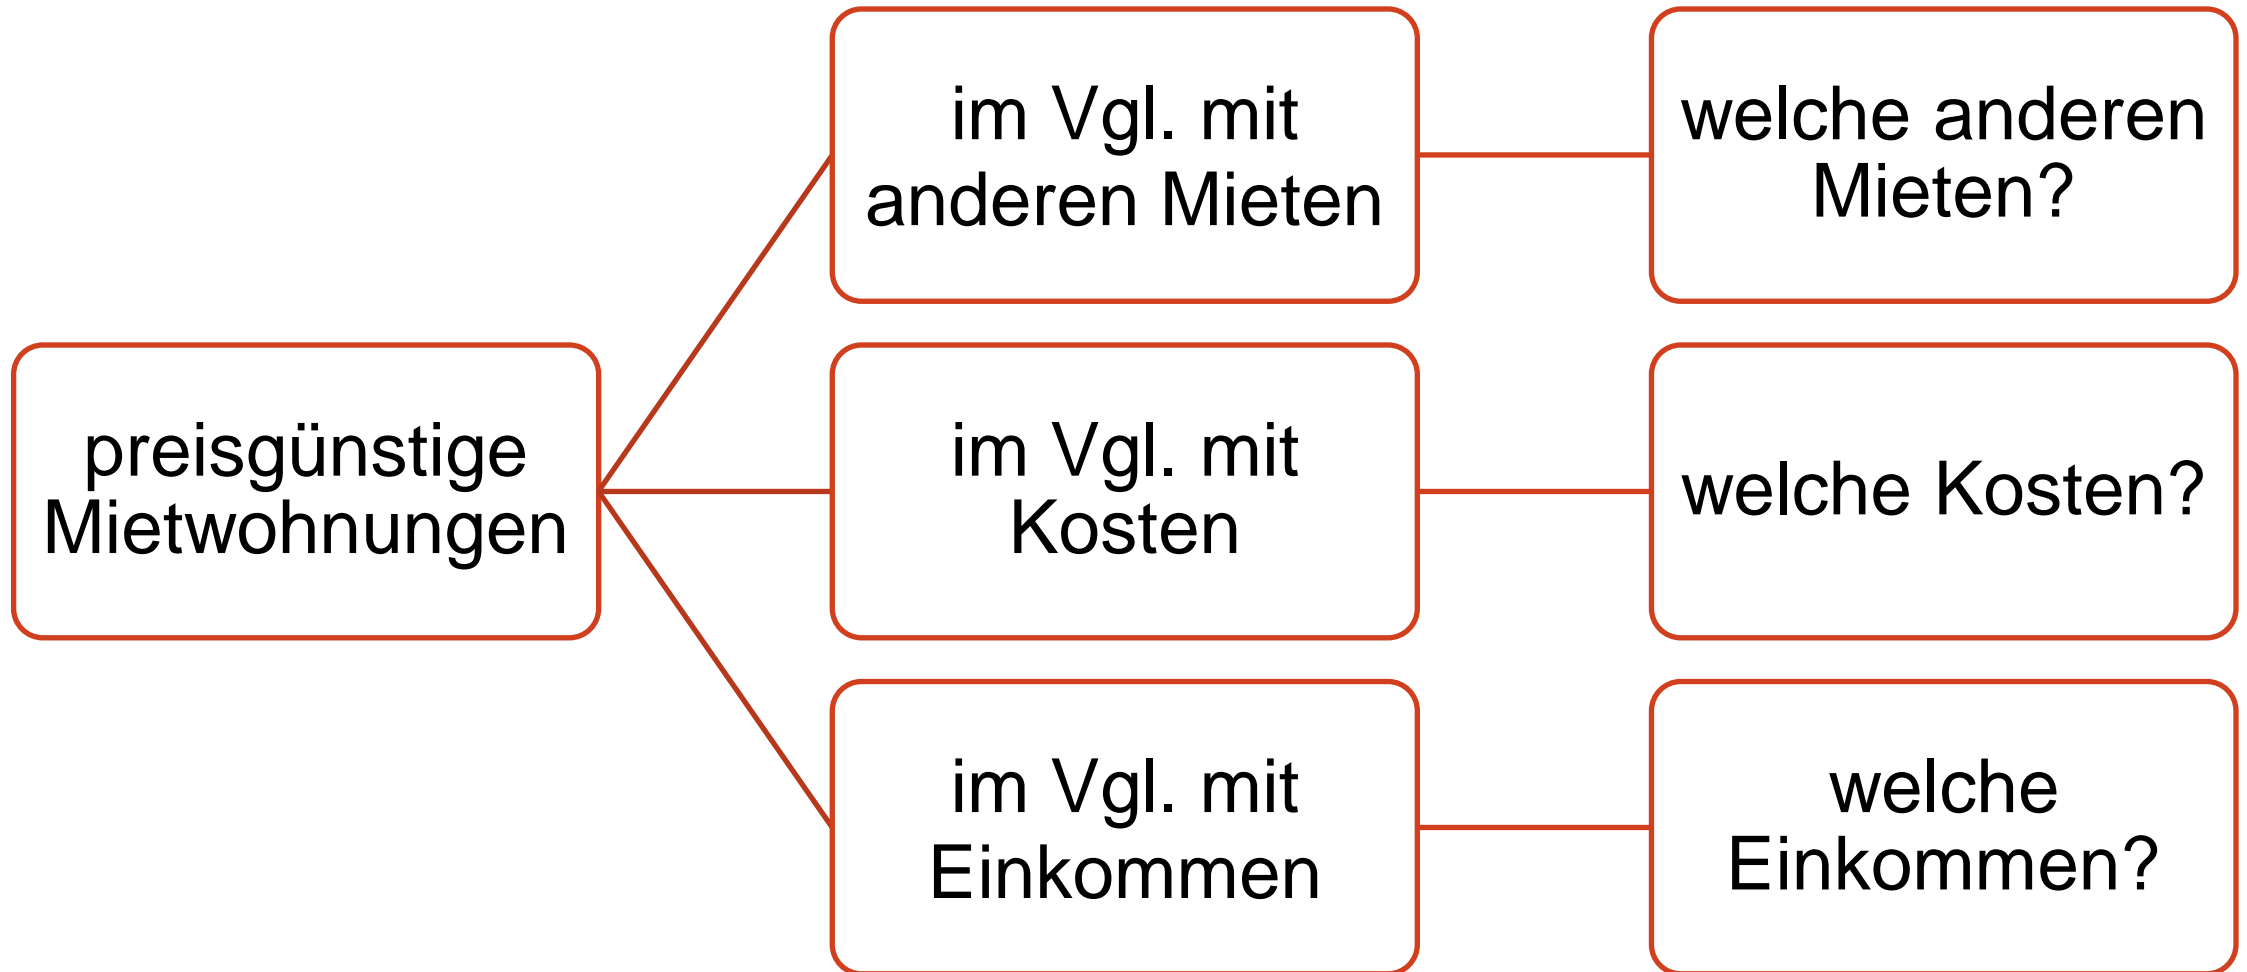 preisgünstige
Mietwohnungen
im Vgl. mit
anderen Mieten
welche anderen
Mieten?
im Vgl. mit
Kosten
welche Kosten?
im Vgl. mit
Einkommen
welche
Einkommen?